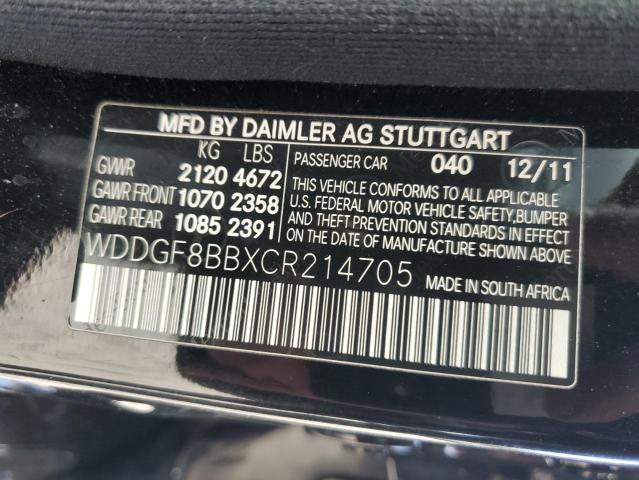 MFD BY DAIMLER AG STUTTGART
KG LBS
GVWR 2120 4672
GAWR FRONT 1070 2358
GAWR REAR 1085 2391
PASSENGER CAR 040 12/11
THIS VEHICLE CONFORMS TO ALL APPLICABLE
U.S. FEDERAL MOTOR VEHICLE SAFETY,BUMPER
AND THEFT PREVENTION STANDARDS IN EFFECT
ON THE DATE OF MANUFACTURE SHOWN ABOVE.
WDDGF8BBXCR214705 MADE IN SOUTH AFRICA